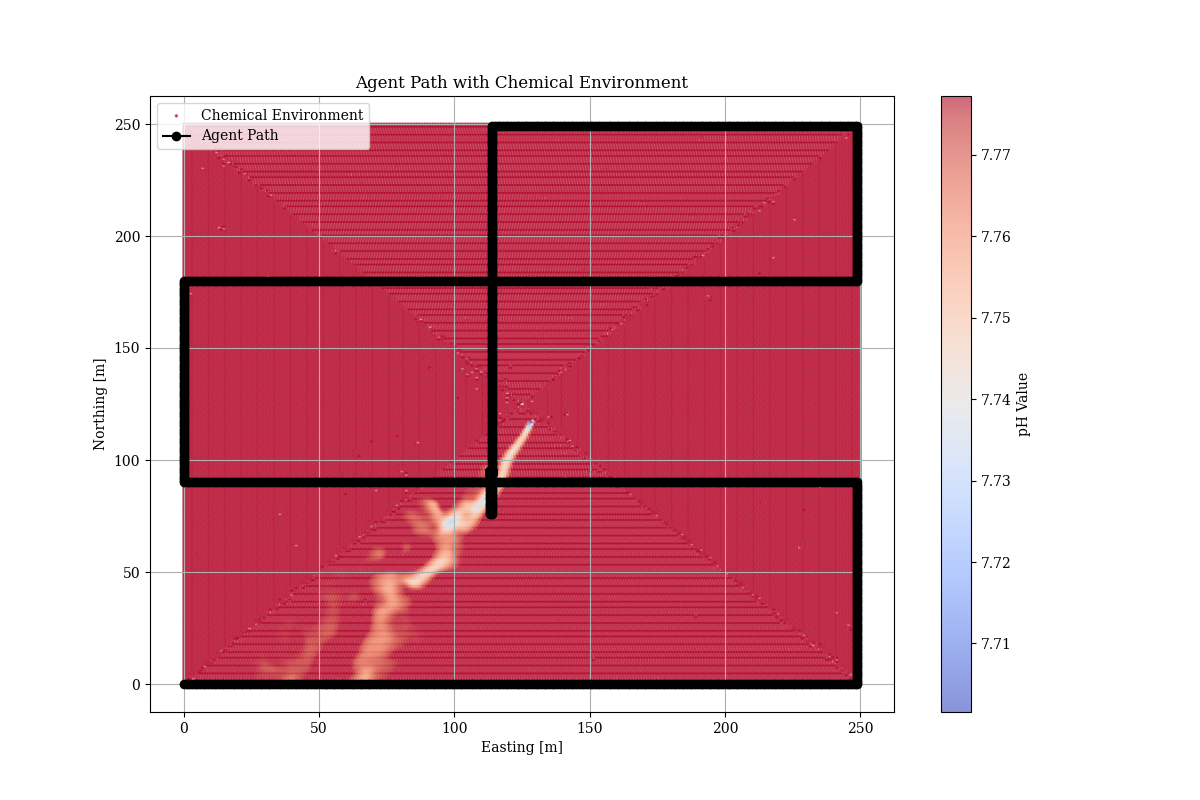 Agent Path with Chemical Environment
Chemical Environment
Agent Path
250
200
150
100
50
0
Northing [m]
0 50 100 150 200 250
Easting [m]
7.77
7.76
7.75
7.74
7.73
7.72
7.71
pH Value